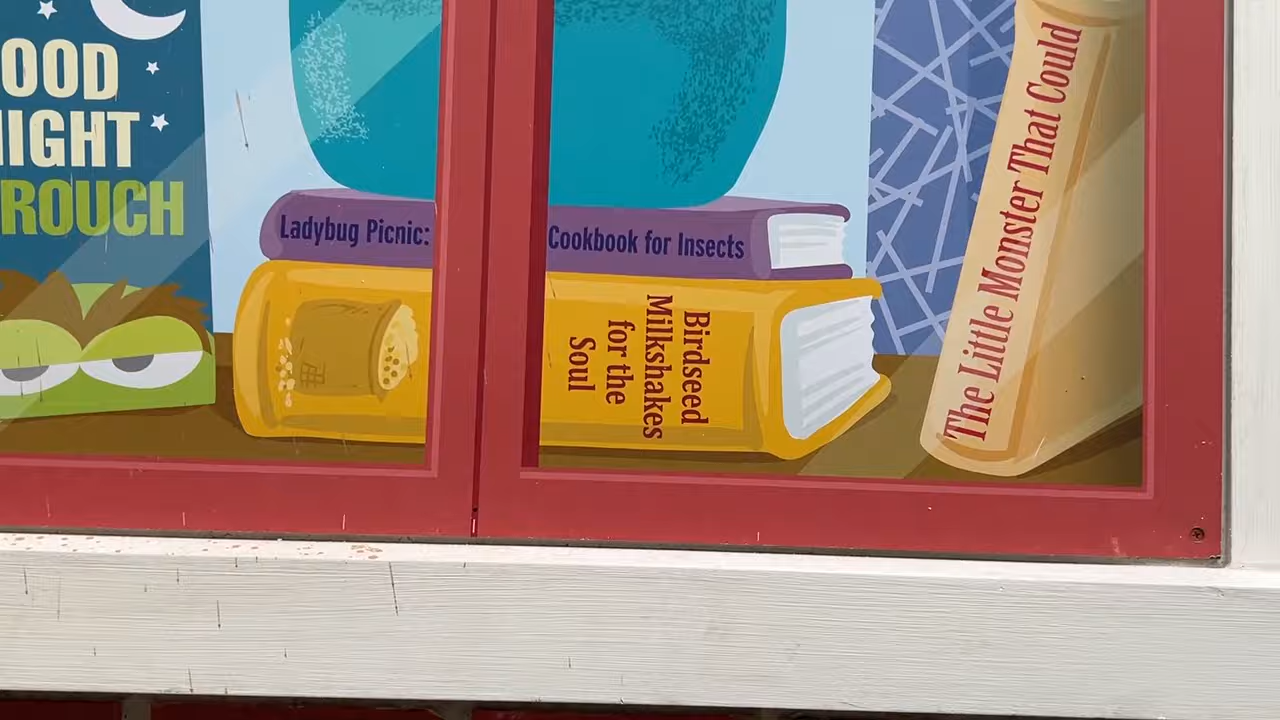 OOD
IGHT
ROUCH
Ladybug Picnic: Cookbook for Insects
Birdseed
Milkshakes
for the
Soul
The Little Monster That Could